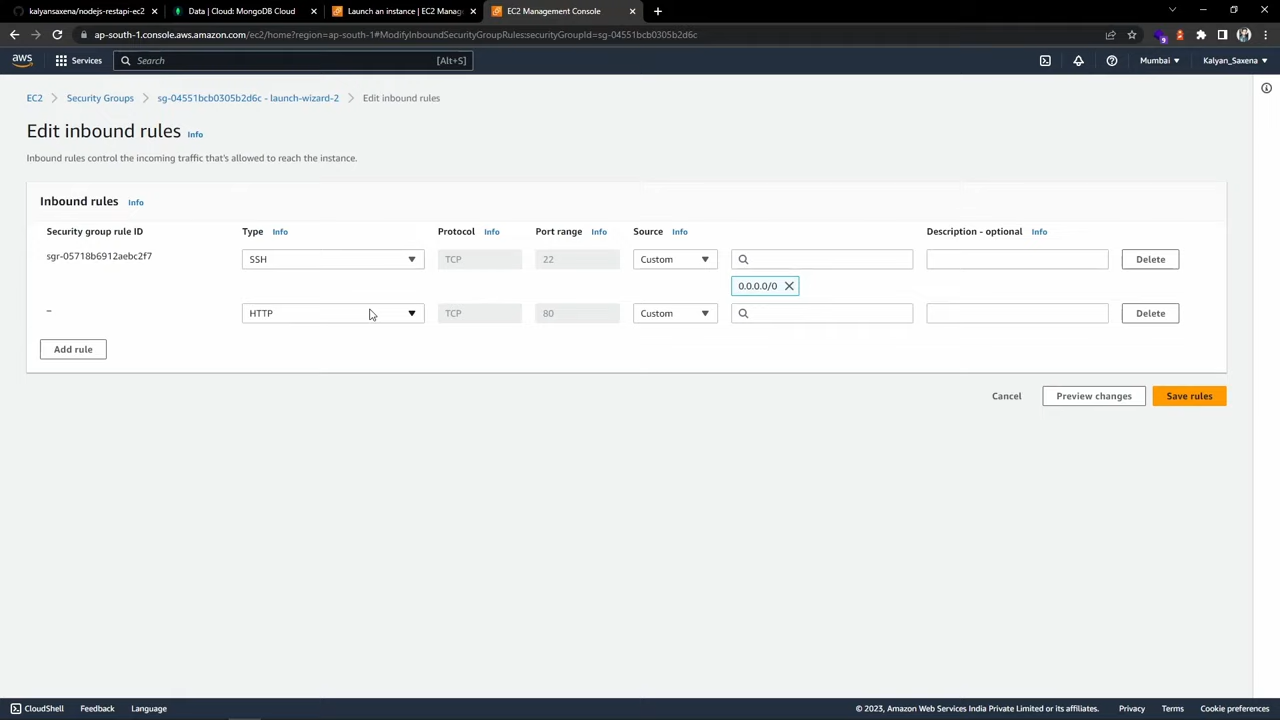 kalyansaxena/nodejs-restapi-ec2
Data | Cloud: MongoDB Cloud
Launch an instance | EC2 Manag
EC2 Management Console
ap-south-1.console.aws.amazon.com/ec2/home?region=ap-south-1#ModifyInboundSecurityGroupRules:securityGroupId=sg-04551bcb0305b2d6c
9
aws
Services
Search
[Alt+S]
Mumbai
Kalyan_Saxena
EC2
Security Groups
sg-04551bcb0305b2d6c - launch-wizard-2
Edit inbound rules
Edit inbound rules Info
Inbound rules control the incoming traffic that's allowed to reach the instance.
Inbound rules Info
Security group rule ID Type Info Protocol Info Port range Info Source Info Description - optional Info
sgr-05718b6912aebc2f7 SSH TCP 22 Custom Delete
0.0.0.0/0
– HTTP TCP 80 Custom Delete
Add rule
Cancel Preview changes Save rules
CloudShell Feedback Language © 2023, Amazon Web Services India Private Limited or its affiliates. Privacy Terms Cookie preferences